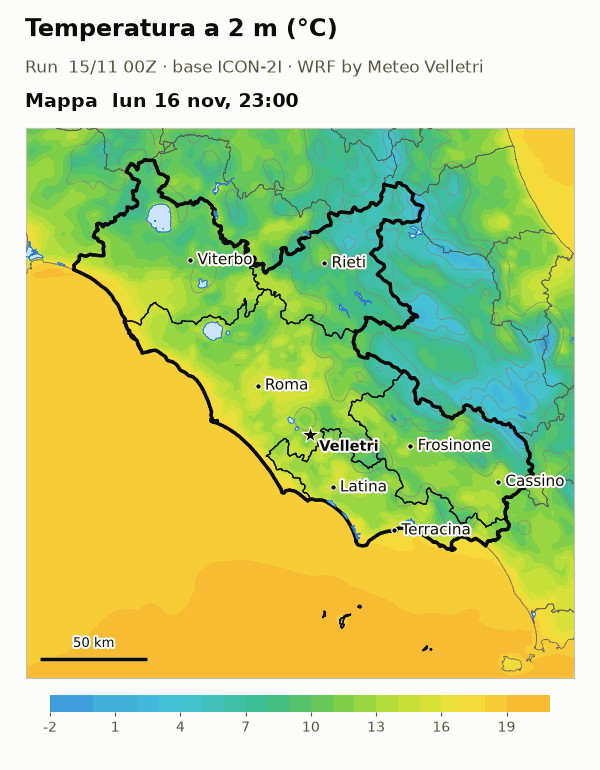 Temperatura a 2 m (°C)
Run  15/11 00Z · base ICON-2I · WRF by Meteo Velletri
Mappa  lun 16 nov, 23:00
Viterbo
Rieti
Roma
Velletri
Frosinone
Latina
Cassino
Terracina
50 km
-2 1 4 7 10 13 16 19